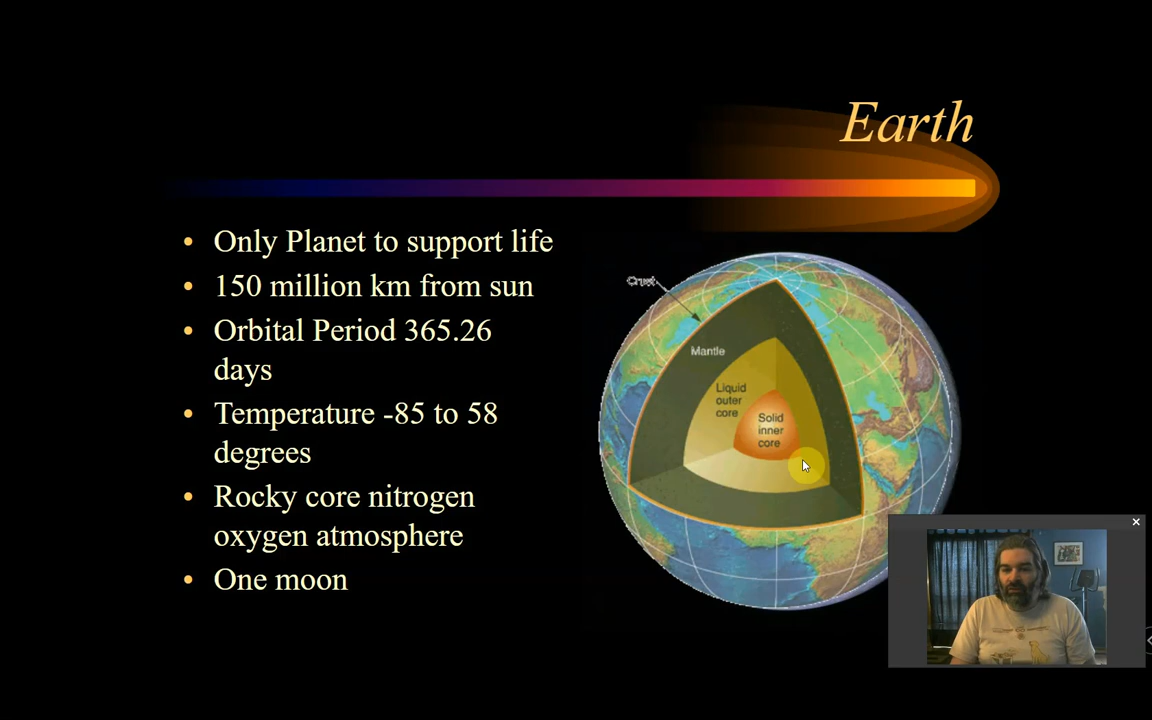 Earth
• Only Planet to support life
• 150 million km from sun
• Orbital Period 365.26
days
• Temperature -85 to 58
degrees
• Rocky core nitrogen
oxygen atmosphere
• One moon
Crust
Mantle
Liquid
outer
core
Solid
inner
core